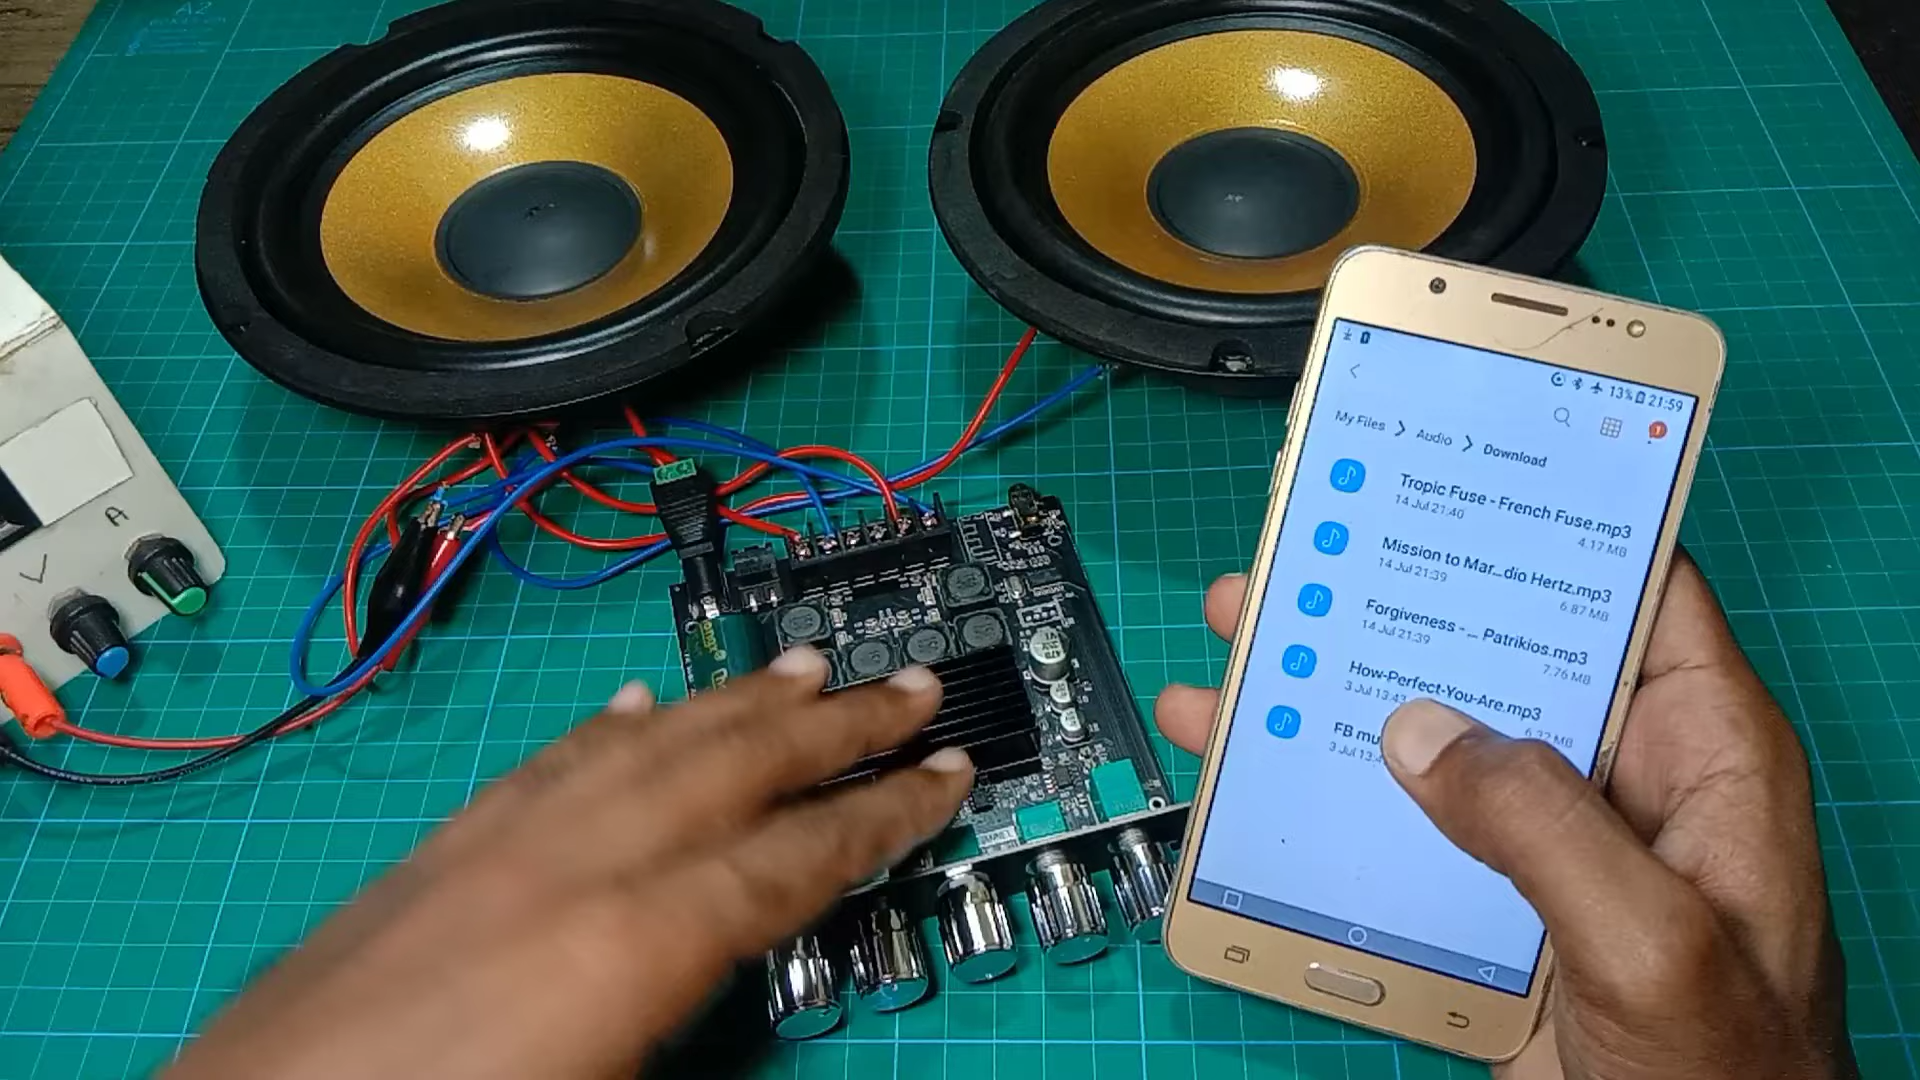 A2
A
V
13% 21:59
My Files > Audio > Download
Tropic Fuse - French Fuse.mp3
14 Jul 21:40
4.17 MB
Mission to Mar...dio Hertz.mp3
14 Jul 21:39
6.87 MB
Forgiveness - ... Patrikios.mp3
14 Jul 21:39
7.76 MB
How-Perfect-You-Are.mp3
3 Jul 13:43
6.32 MB
FB mu
3 Jul 13:4